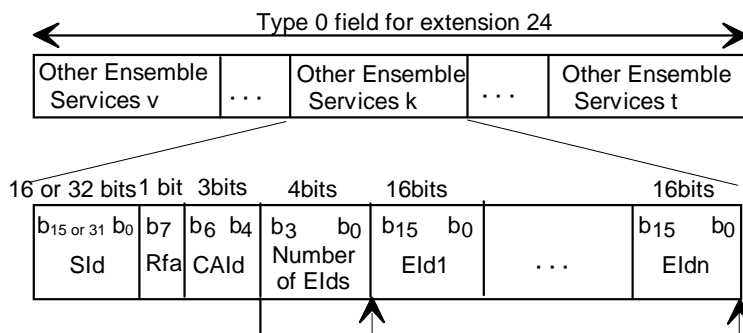 Type 0 field for extension 24
Other Ensemble Services v
. . .
Other Ensemble Services k
. . .
Other Ensemble Services t
16 or 32 bits 1 bit 3bits 4bits 16bits 16bits
b15 or 31 b0 b7 b6 b4 b3 b0 b15 b0 b15 b0
SId Rfa CAId Number of EIds EId1 . . . EIdn